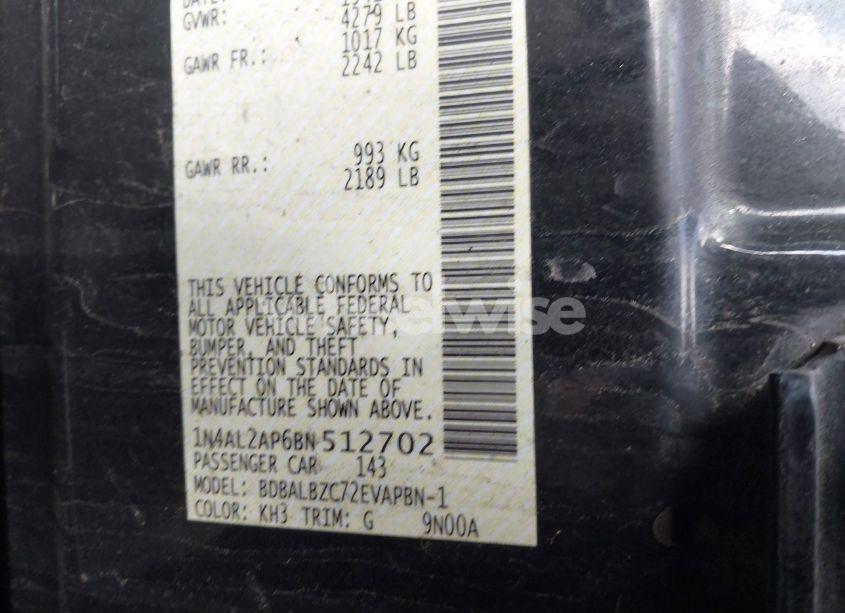 GVWR: 4279 LB
1017 KG
GAWR FR.: 2242 LB
993 KG
GAWR RR.: 2189 LB
THIS VEHICLE CONFORMS TO
ALL APPLICABLE FEDERAL
MOTOR VEHICLE SAFETY,
BUMPER, AND THEFT
PREVENTION STANDARDS IN
EFFECT ON THE DATE OF
MANUFACTURE SHOWN ABOVE.
1N4AL2AP6BN512702
PASSENGER CAR 143
MODEL: BDBALBZC72EVAPBN-1
COLOR: KH3 TRIM: G 9N00A